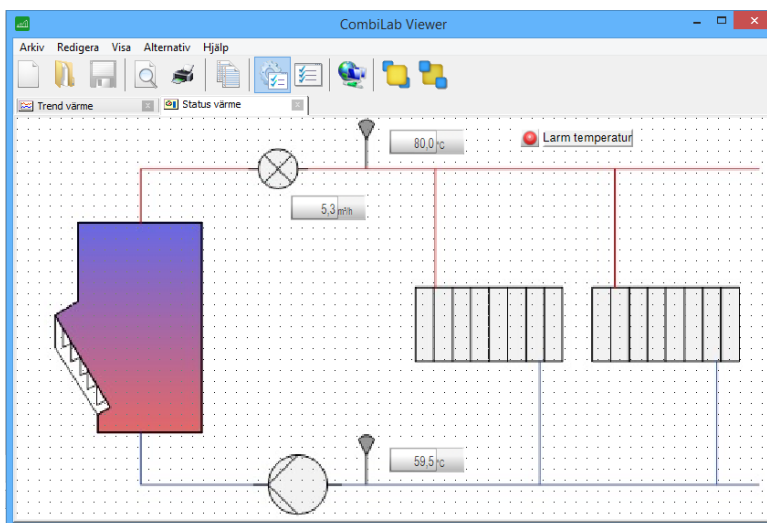 CombiLab Viewer
Arkiv Redigera Visa Alternativ Hjälp
Trend värme Status värme
80,0 °C
Larm temperatur
5,3 m³/h
59,5 °C